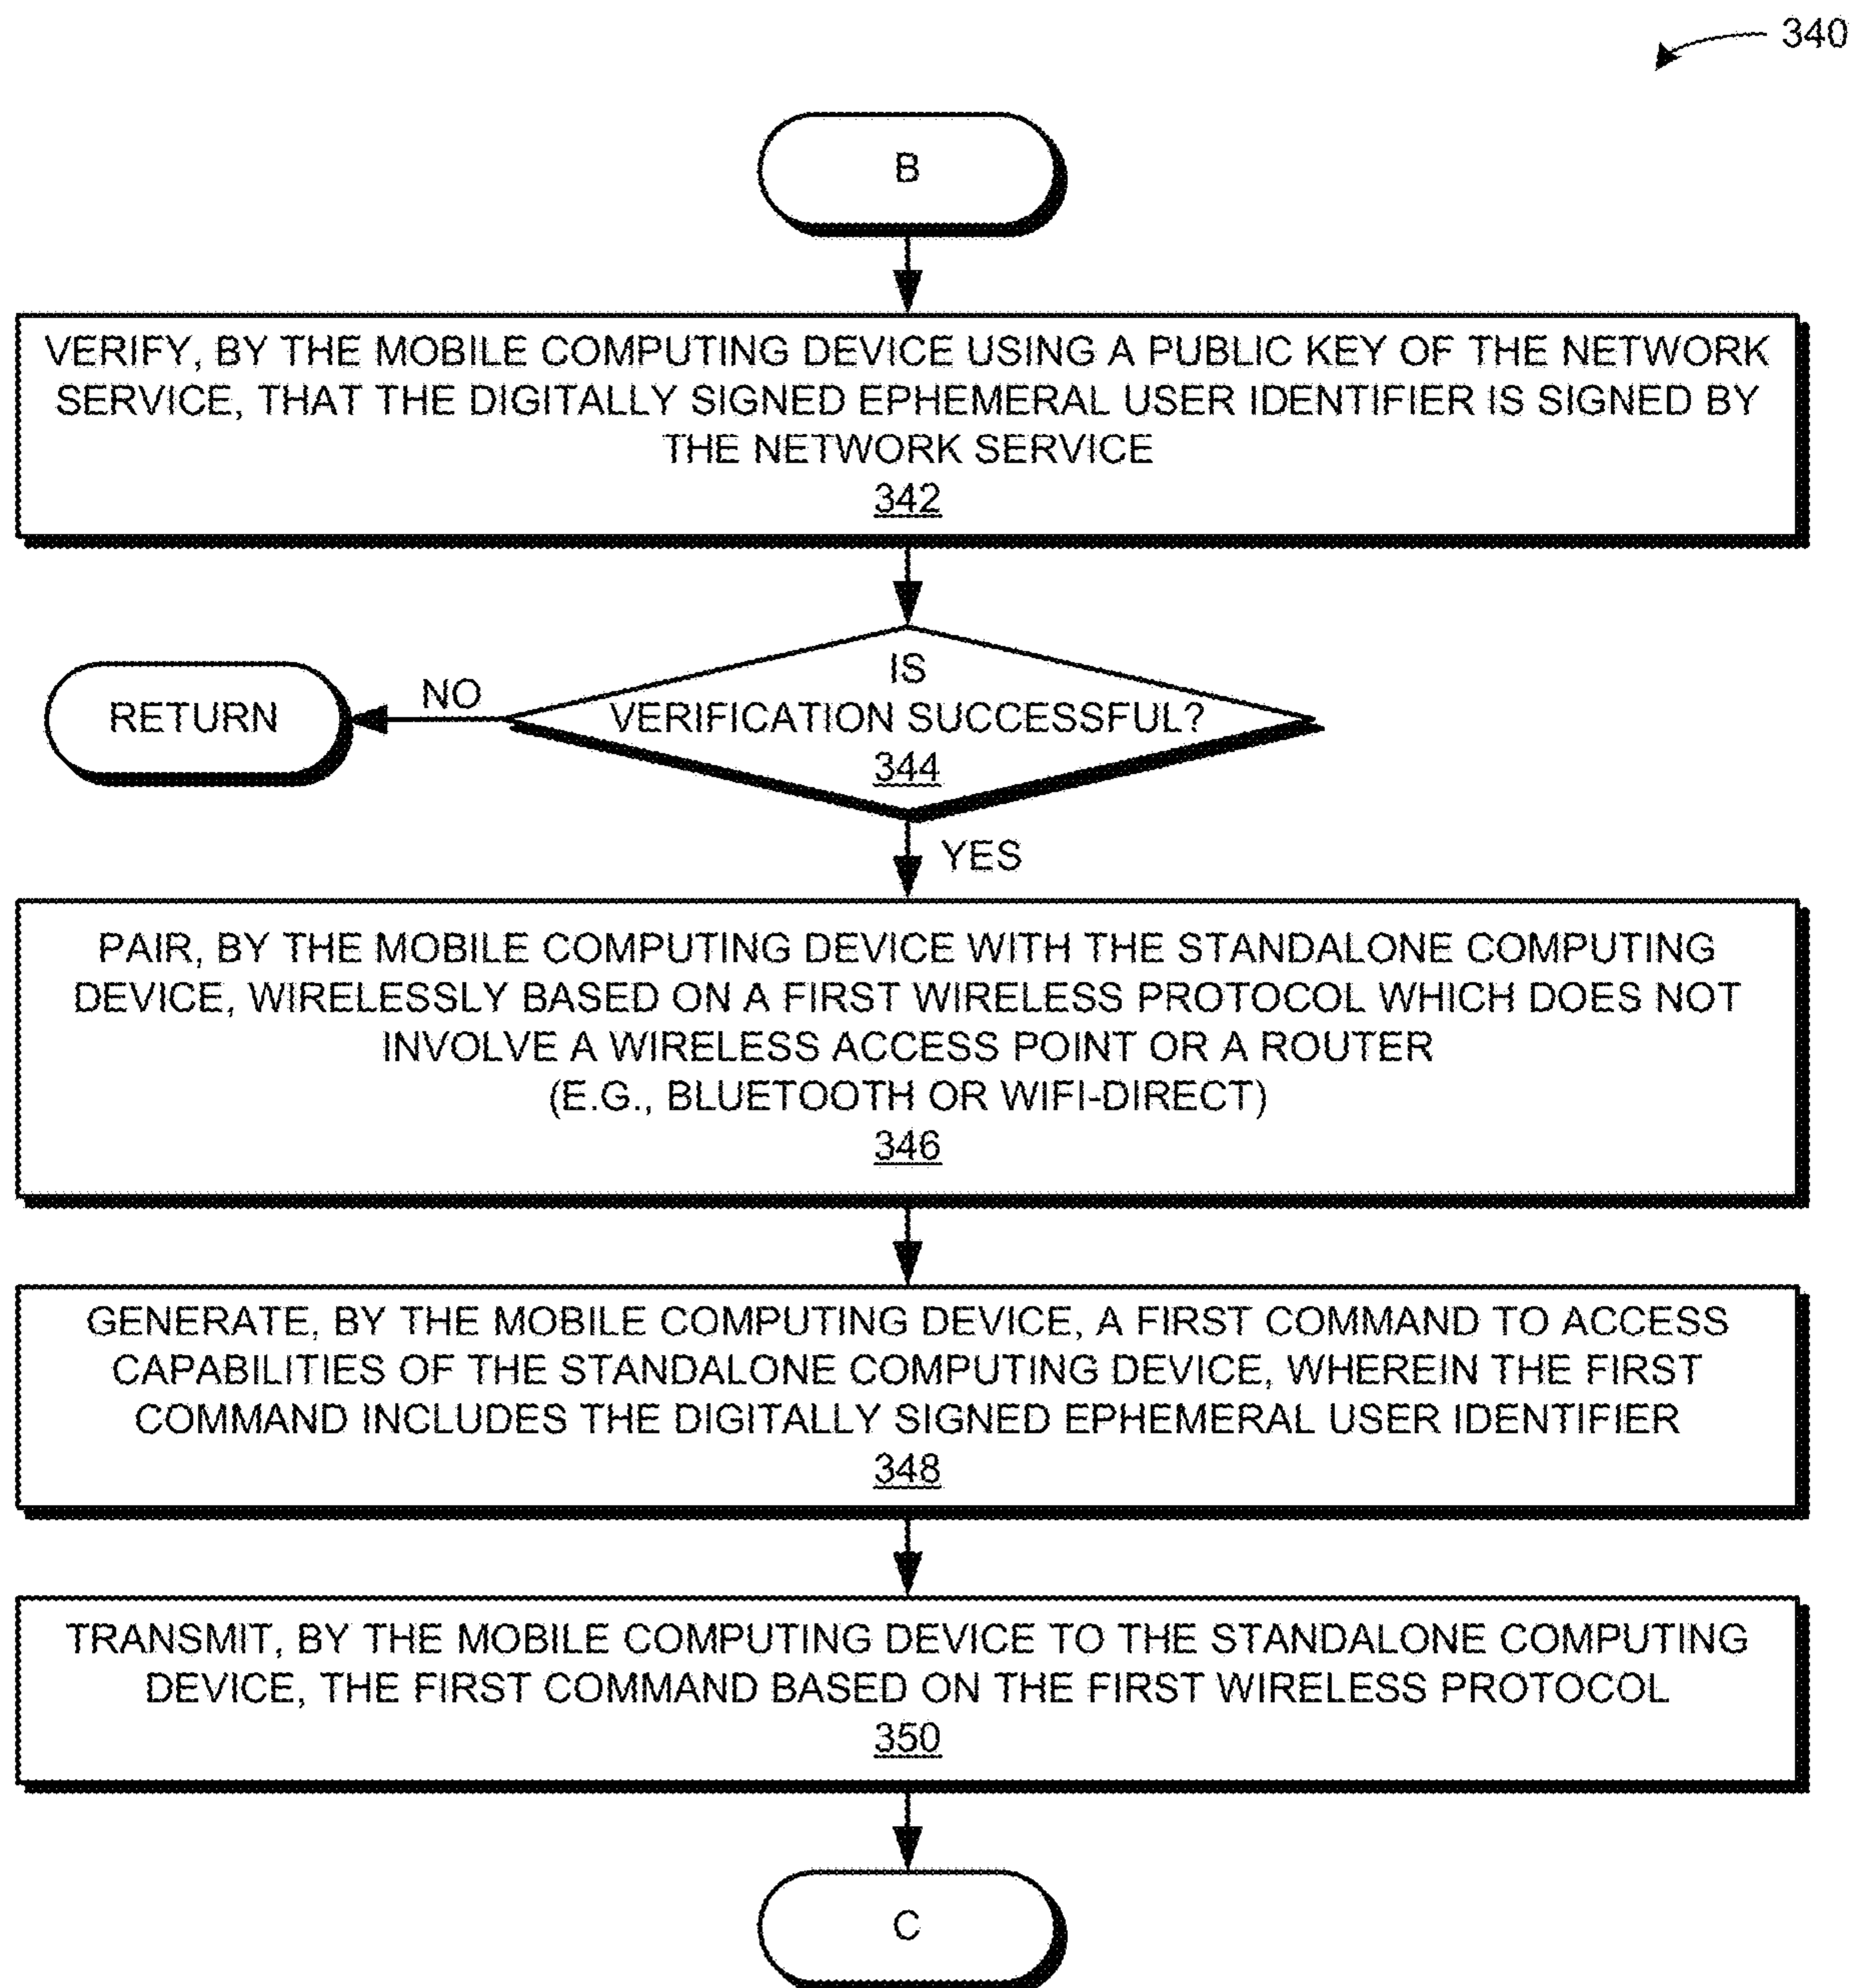 340
B
VERIFY, BY THE MOBILE COMPUTING DEVICE USING A PUBLIC KEY OF THE NETWORK
SERVICE, THAT THE DIGITALLY SIGNED EPHEMERAL USER IDENTIFIER IS SIGNED BY
THE NETWORK SERVICE
342
IS
VERIFICATION SUCCESSFUL?
344
NO
RETURN
YES
PAIR, BY THE MOBILE COMPUTING DEVICE WITH THE STANDALONE COMPUTING
DEVICE, WIRELESSLY BASED ON A FIRST WIRELESS PROTOCOL WHICH DOES NOT
INVOLVE A WIRELESS ACCESS POINT OR A ROUTER
(E.G., BLUETOOTH OR WIFI-DIRECT)
346
GENERATE, BY THE MOBILE COMPUTING DEVICE, A FIRST COMMAND TO ACCESS
CAPABILITIES OF THE STANDALONE COMPUTING DEVICE, WHEREIN THE FIRST
COMMAND INCLUDES THE DIGITALLY SIGNED EPHEMERAL USER IDENTIFIER
348
TRANSMIT, BY THE MOBILE COMPUTING DEVICE TO THE STANDALONE COMPUTING
DEVICE, THE FIRST COMMAND BASED ON THE FIRST WIRELESS PROTOCOL
350
C